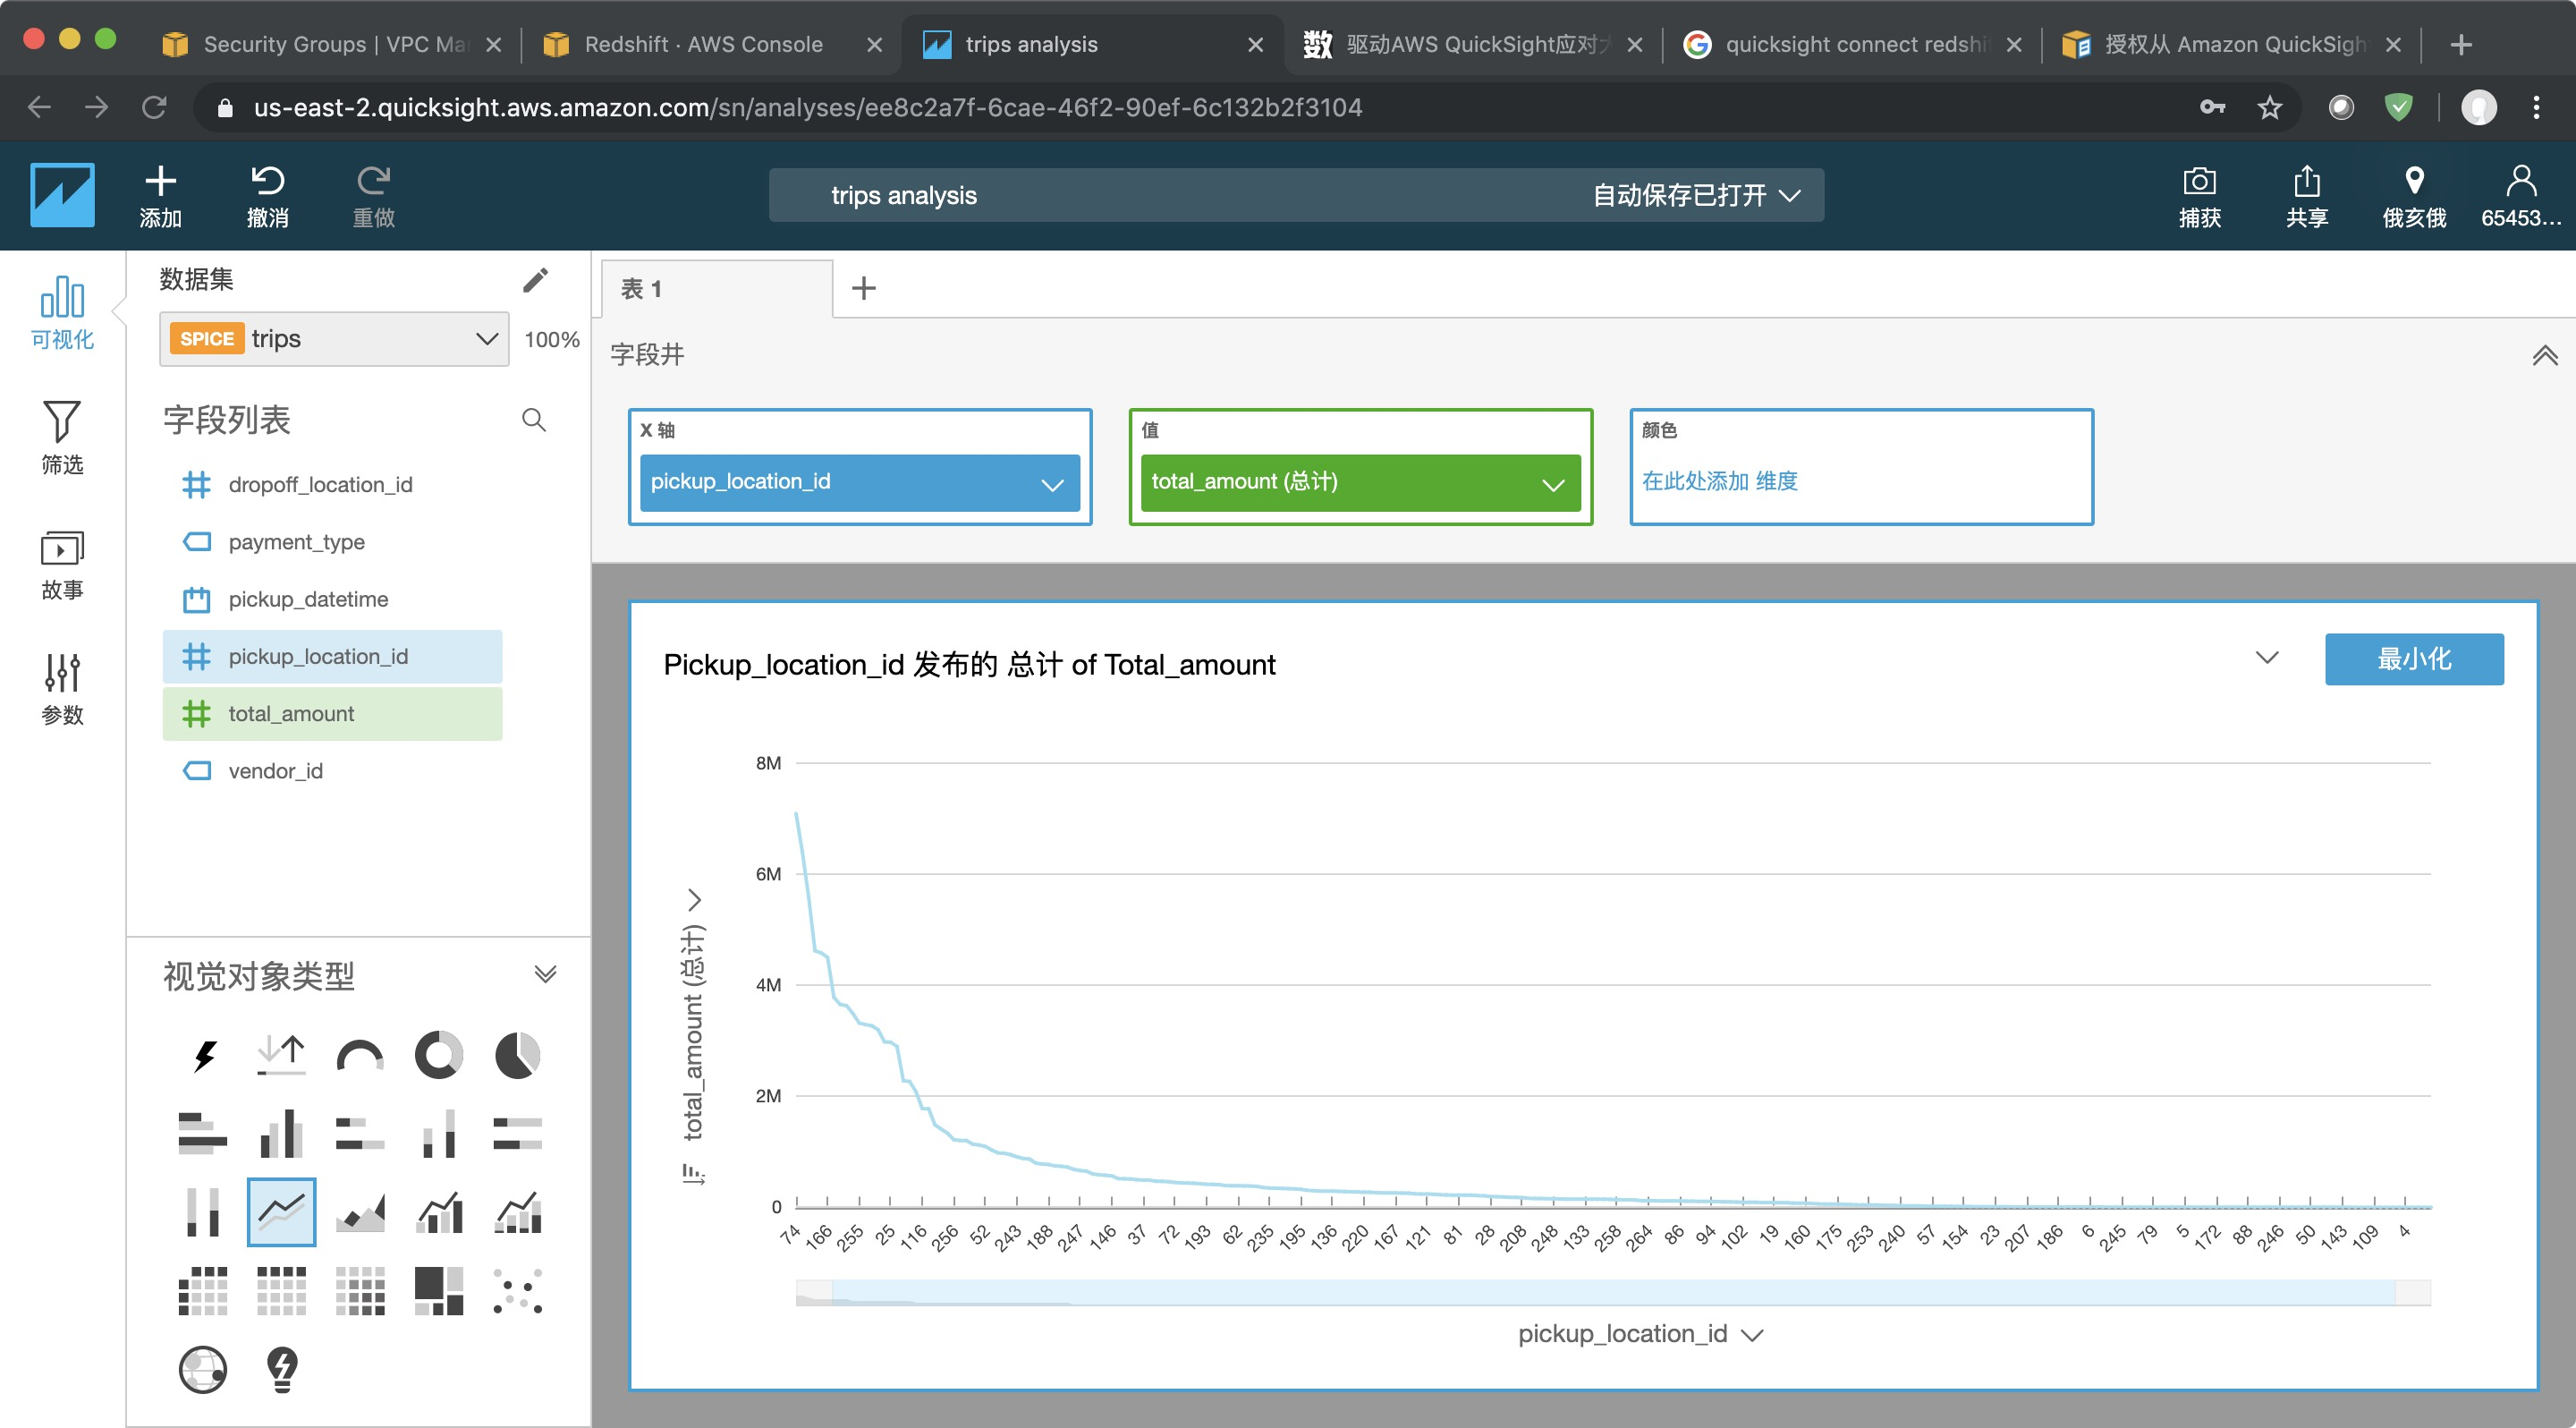 Security Groups | VPC Ma
Redshift · AWS Console
trips analysis
数 驱动AWS QuickSight应对
quicksight connect redshi
授权从 Amazon QuickSigh
us-east-2.quicksight.aws.amazon.com/sn/analyses/ee8c2a7f-6cae-46f2-90ef-6c132b2f3104
添加
撤消
重做
trips analysis
自动保存已打开
捕获
共享
俄亥俄
65453...
可视化
筛选
故事
参数
数据集
SPICE trips
100%
字段列表
dropoff_location_id
payment_type
pickup_datetime
pickup_location_id
total_amount
vendor_id
视觉对象类型
表 1
字段井
X 轴
pickup_location_id
值
total_amount (总计)
颜色
在此处添加 维度
Pickup_location_id 发布的 总计 of Total_amount
最小化
total_amount (总计)
8M
6M
4M
2M
0
74 166 255 25 116 256 52 243 188 247 146 37 72 193 62 235 195 136 220 167 121 81 28 208 248 133 258 264 86 94 102 19 160 175 253 240 57 154 23 207 186 6 245 79 5 172 88 246 50 143 109 4
pickup_location_id